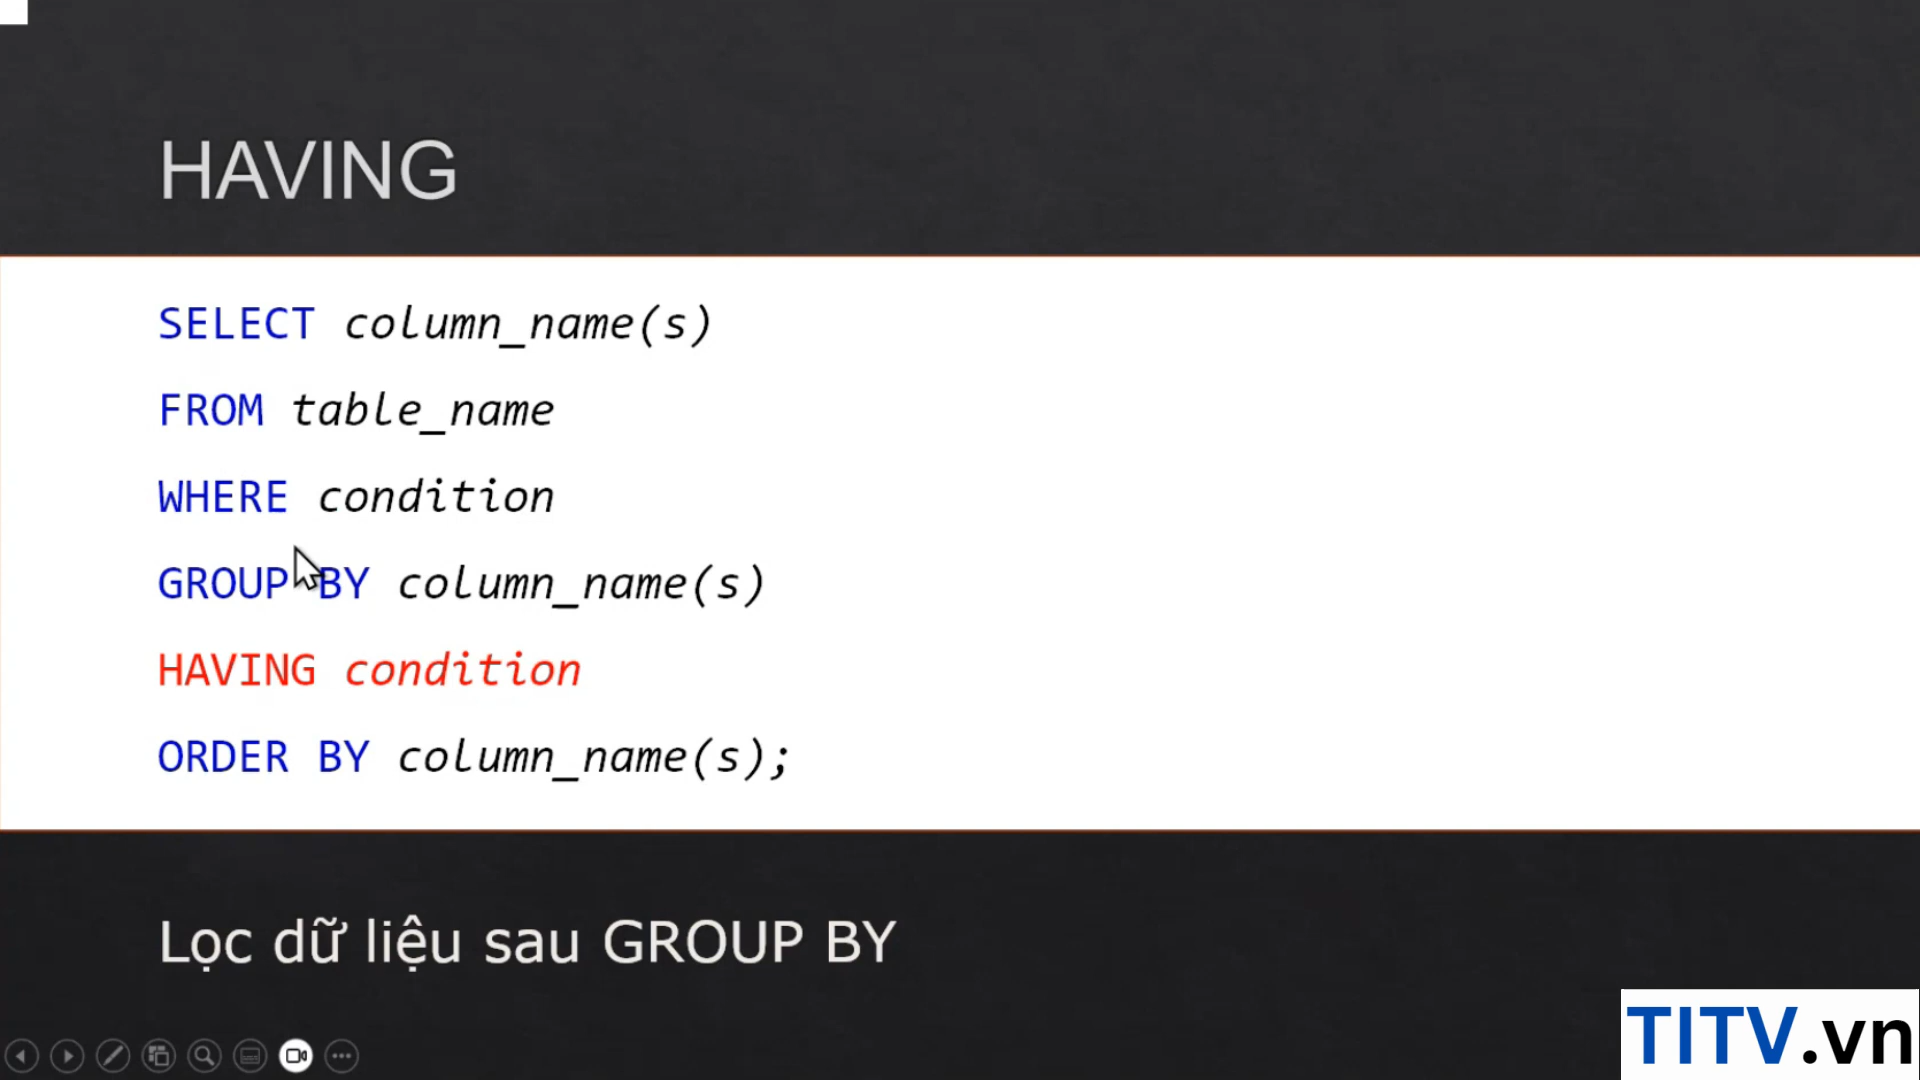 HAVING
SELECT column_name(s)
FROM table_name
WHERE condition
GROUP BY column_name(s)
HAVING condition
ORDER BY column_name(s);
Lọc dữ liệu sau GROUP BY
TITV.vn